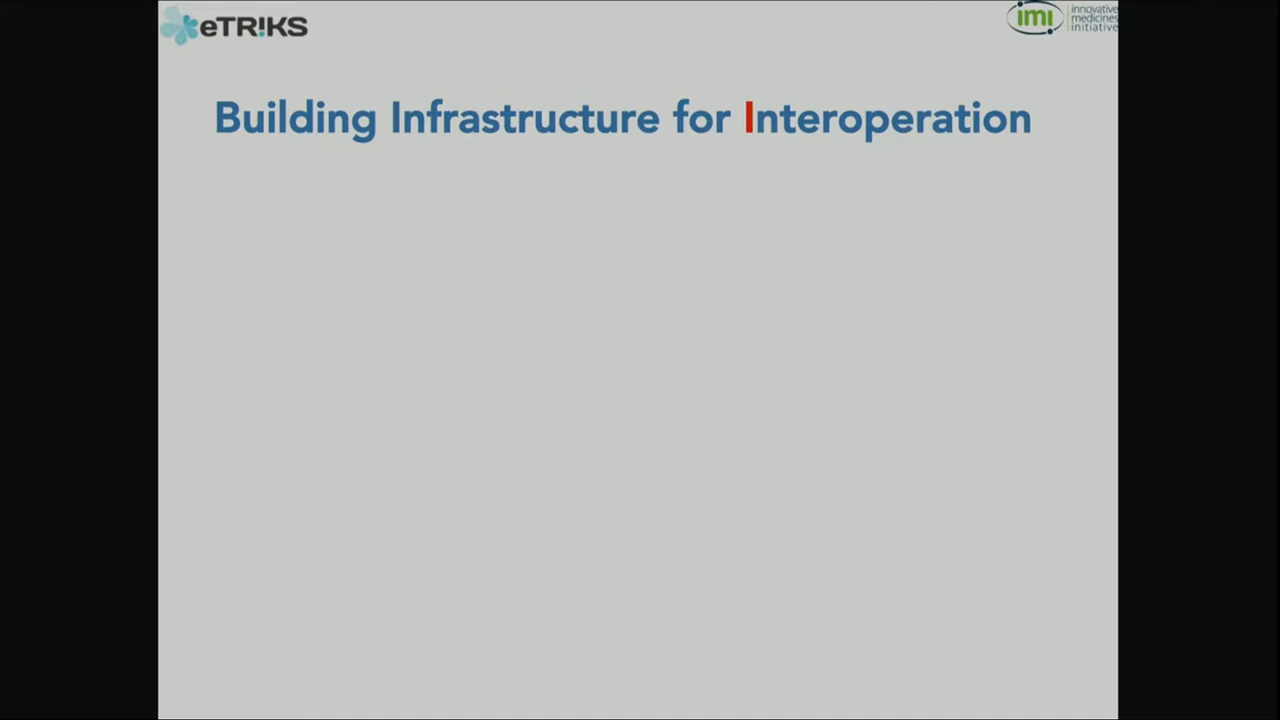 eTR!KS
imi
innovative
medicines
initiative
Building Infrastructure for Interoperation